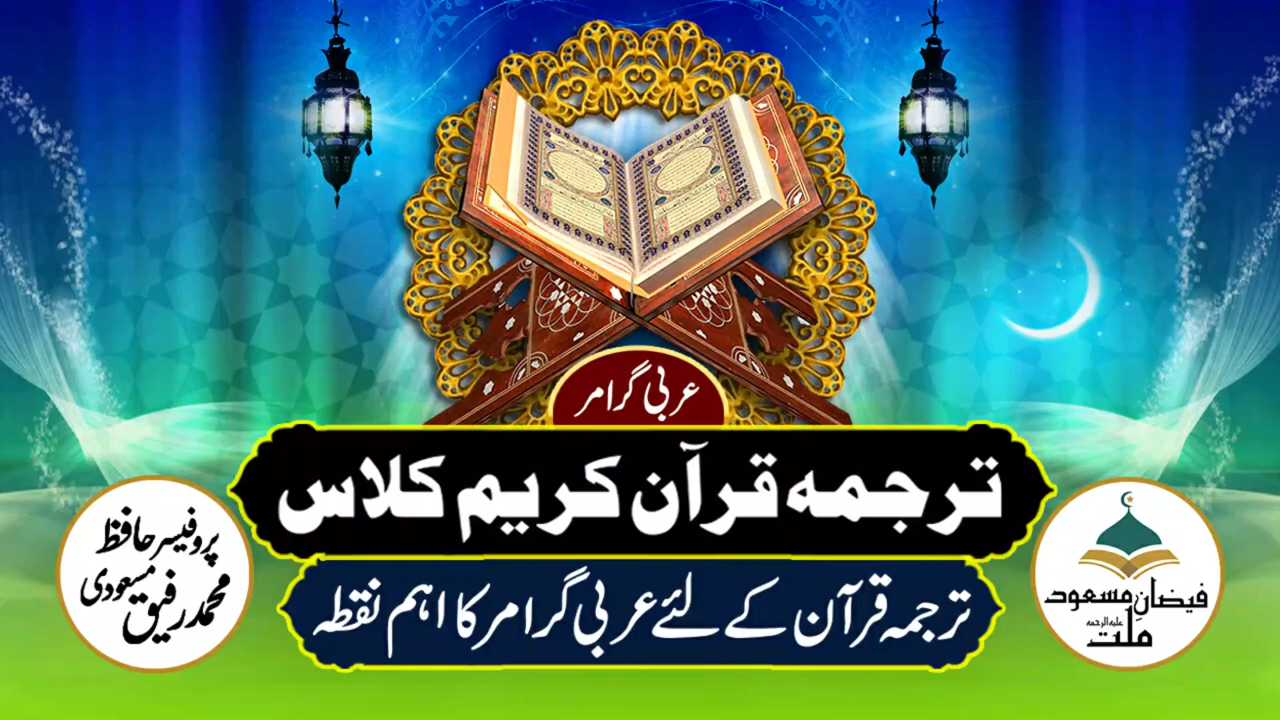 عربی گرامر
ترجمہ قرآن کریم کلاس
ترجمہ قرآن کے لئے عربی گرامر کا اہم نقطہ
پروفیسر حافظ
محمد رفیق مسعودی
فیضانِ مسعود
علیہ الرحمہ
ملت